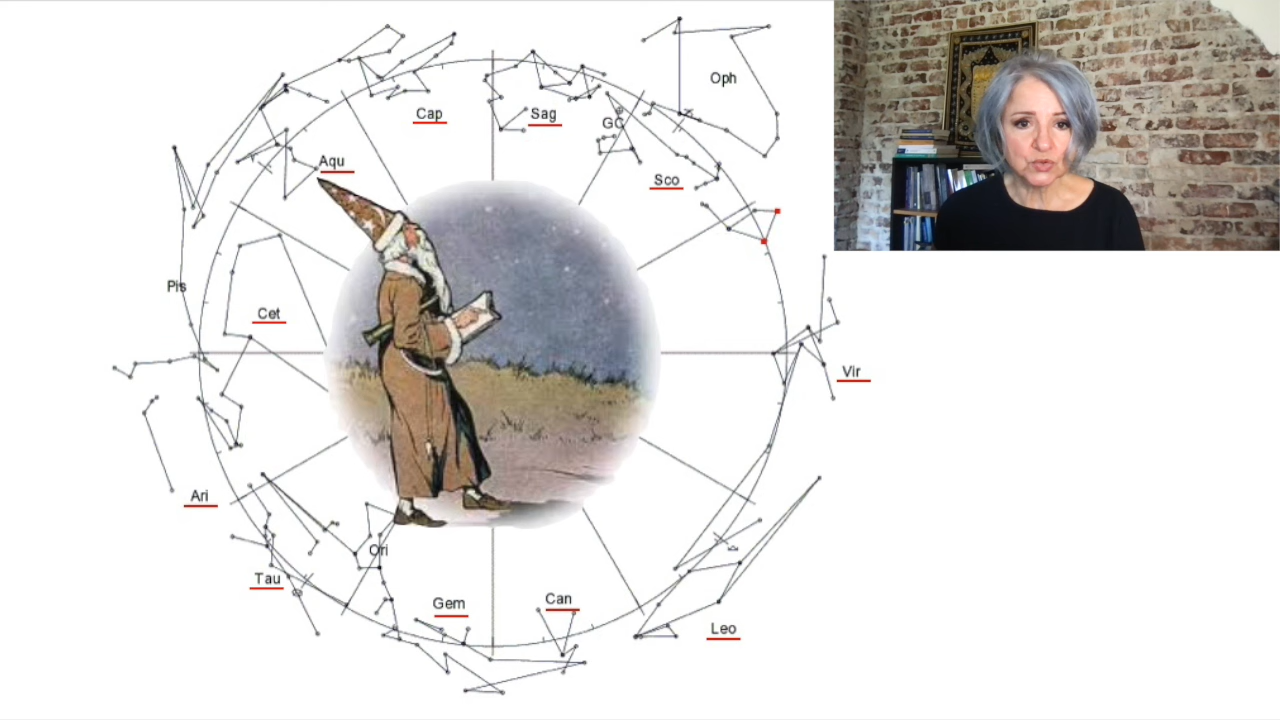 Oph
Cap
Sag
GC
Aqu
Sco
Pis
Cet
Vir
Ari
Ori
Tau
Gem
Can
Leo